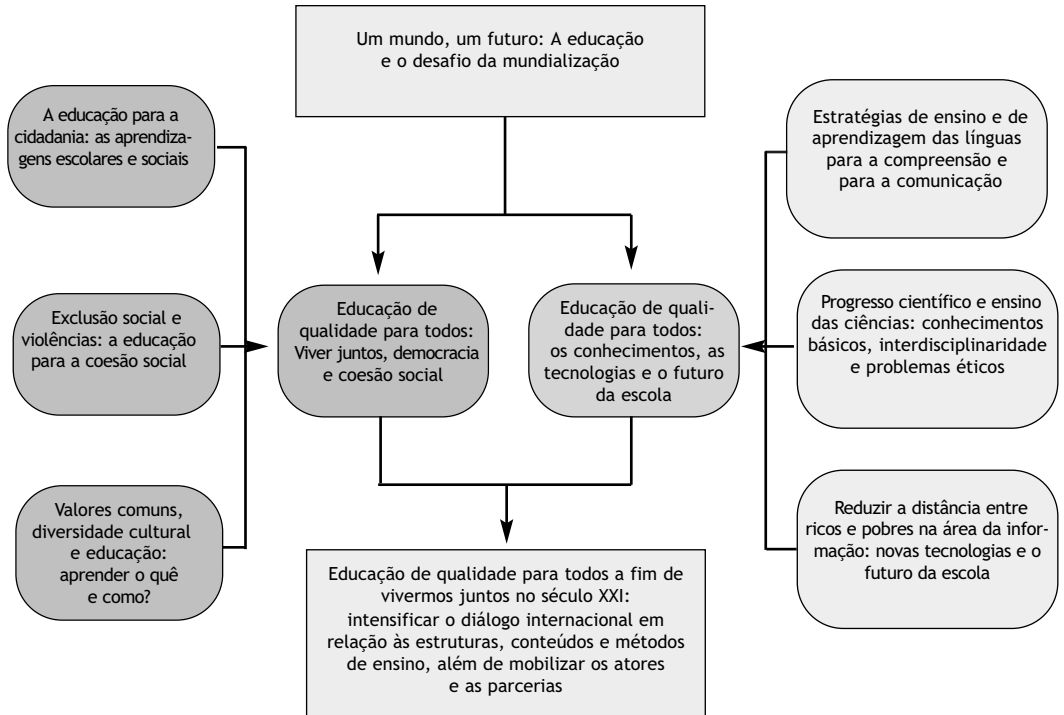 Um mundo, um futuro: A educação
e o desafio da mundialização
A educação para a
cidadania: as aprendiza-
gens escolares e sociais
Exclusão social e
violências: a educação
para a coesão social
Valores comuns,
diversidade cultural
e educação:
aprender o quê
e como?
Educação de
qualidade para todos:
Viver juntos, democracia
e coesão social
Educação de quali-
dade para todos:
os conhecimentos, as
tecnologias e o futuro
da escola
Estratégias de ensino e de
aprendizagem das línguas
para a compreensão e
para a comunicação
Progresso científico e ensino
das ciências: conhecimentos
básicos, interdisciplinaridade
e problemas éticos
Reduzir a distância entre
ricos e pobres na área da infor-
mação: novas tecnologias e o
futuro da escola
Educação de qualidade para todos a fim de
vivermos juntos no século XXI:
intensificar o diálogo internacional em
relação às estruturas, conteúdos e métodos
de ensino, além de mobilizar os atores
e as parcerias